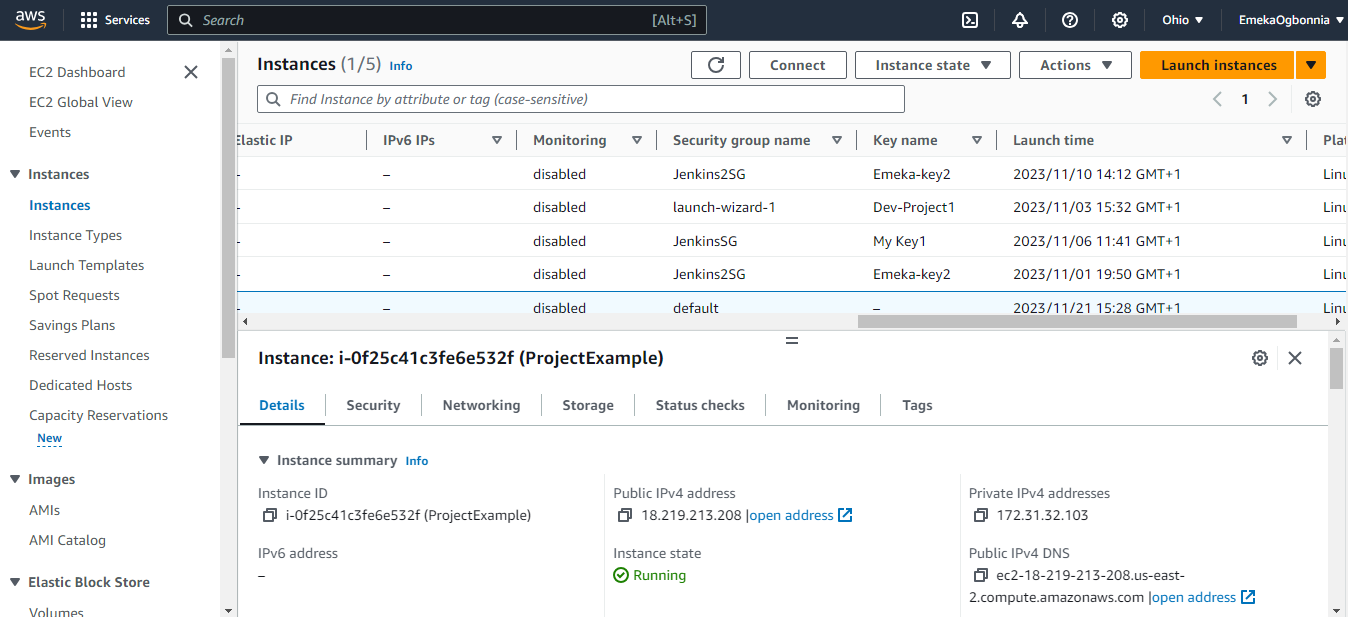 aws Services Search [Alt+S] Ohio EmekaOgbonnia
EC2 Dashboard
EC2 Global View
Events
Instances
Instances
Instance Types
Launch Templates
Spot Requests
Savings Plans
Reserved Instances
Dedicated Hosts
Capacity Reservations
New
Images
AMIs
AMI Catalog
Elastic Block Store
Volumes
Instances (1/5) Info Connect Instance state Actions Launch instances
Find Instance by attribute or tag (case-sensitive) 1
Elastic IP IPv6 IPs Monitoring Security group name Key name Launch time Plat
– – disabled Jenkins2SG Emeka-key2 2023/11/10 14:12 GMT+1 Linu
– – disabled launch-wizard-1 Dev-Project1 2023/11/03 15:32 GMT+1 Linu
– – disabled JenkinsSG My Key1 2023/11/06 11:41 GMT+1 Linu
– – disabled Jenkins2SG Emeka-key2 2023/11/01 19:50 GMT+1 Linu
– – disabled default – 2023/11/21 15:28 GMT+1 Linu
Instance: i-0f25c41c3fe6e532f (ProjectExample)
Details Security Networking Storage Status checks Monitoring Tags
Instance summary Info
Instance ID
i-0f25c41c3fe6e532f (ProjectExample)
Public IPv4 address
18.219.213.208 |open address
Private IPv4 addresses
172.31.32.103
IPv6 address
–
Instance state
Running
Public IPv4 DNS
ec2-18-219-213-208.us-east-
2.compute.amazonaws.com |open address